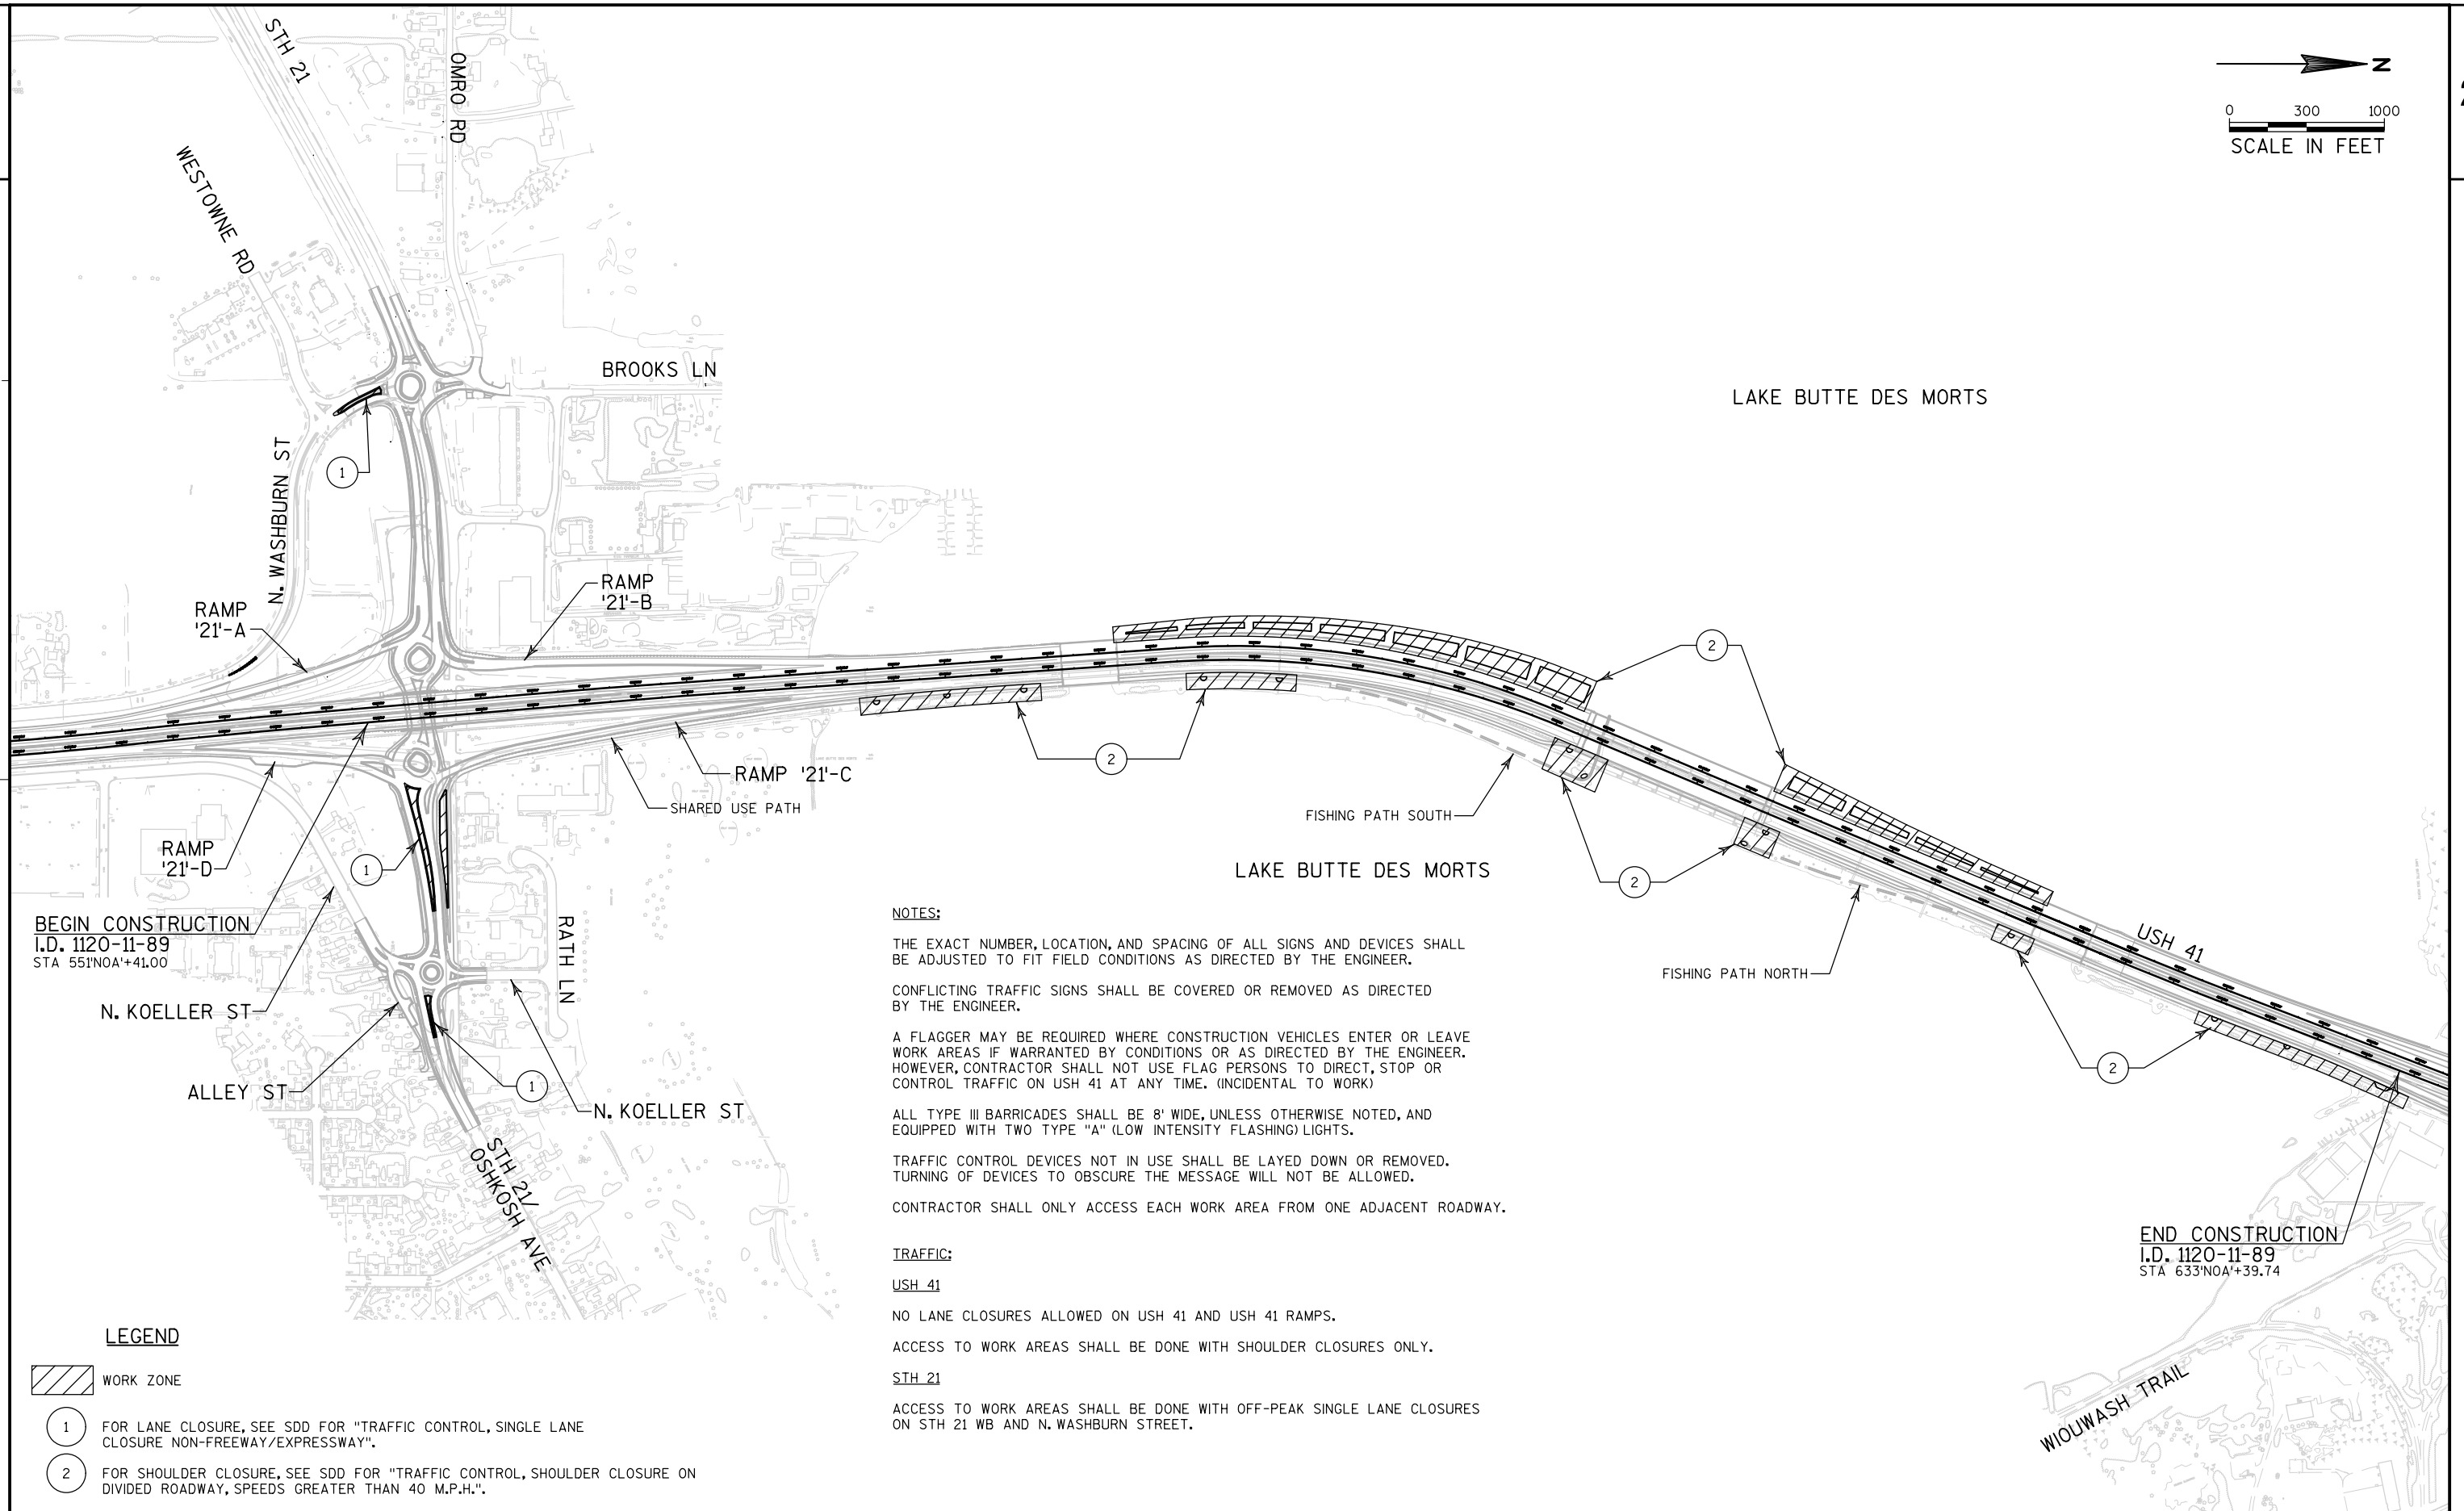 STH 21
OMRO RD
WESTOWNE RD
N
0 300 1000
SCALE IN FEET
BROOKS LN
LAKE BUTTE DES MORTS
1
N. WASHBURN ST
RAMP
'21'-A
RAMP
'21'-B
2
2
RAMP '21'-C
SHARED USE PATH
FISHING PATH SOUTH
RAMP
'21'-D
1
LAKE BUTTE DES MORTS
2
BEGIN CONSTRUCTION
I.D. 1120-11-89
STA 551'NOA'+41.00
N. KOELLER ST
RATH LN
FISHING PATH NORTH
USH 41
ALLEY ST
1
N. KOELLER ST
2
STH 21/
OSHKOSH AVE
NOTES:
THE EXACT NUMBER, LOCATION, AND SPACING OF ALL SIGNS AND DEVICES SHALL
BE ADJUSTED TO FIT FIELD CONDITIONS AS DIRECTED BY THE ENGINEER.
CONFLICTING TRAFFIC SIGNS SHALL BE COVERED OR REMOVED AS DIRECTED
BY THE ENGINEER.
A FLAGGER MAY BE REQUIRED WHERE CONSTRUCTION VEHICLES ENTER OR LEAVE
WORK AREAS IF WARRANTED BY CONDITIONS OR AS DIRECTED BY THE ENGINEER.
HOWEVER, CONTRACTOR SHALL NOT USE FLAG PERSONS TO DIRECT, STOP OR
CONTROL TRAFFIC ON USH 41 AT ANY TIME. (INCIDENTAL TO WORK)
ALL TYPE III BARRICADES SHALL BE 8' WIDE, UNLESS OTHERWISE NOTED, AND
EQUIPPED WITH TWO TYPE "A" (LOW INTENSITY FLASHING) LIGHTS.
TRAFFIC CONTROL DEVICES NOT IN USE SHALL BE LAYED DOWN OR REMOVED.
TURNING OF DEVICES TO OBSCURE THE MESSAGE WILL NOT BE ALLOWED.
CONTRACTOR SHALL ONLY ACCESS EACH WORK AREA FROM ONE ADJACENT ROADWAY.
TRAFFIC:
USH 41
NO LANE CLOSURES ALLOWED ON USH 41 AND USH 41 RAMPS.
ACCESS TO WORK AREAS SHALL BE DONE WITH SHOULDER CLOSURES ONLY.
STH 21
ACCESS TO WORK AREAS SHALL BE DONE WITH OFF-PEAK SINGLE LANE CLOSURES
ON STH 21 WB AND N. WASHBURN STREET.
END CONSTRUCTION
I.D. 1120-11-89
STA 633'NOA'+39.74
WIOUWASH TRAIL
LEGEND
WORK ZONE
1 FOR LANE CLOSURE, SEE SDD FOR "TRAFFIC CONTROL, SINGLE LANE
CLOSURE NON-FREEWAY/EXPRESSWAY".
2 FOR SHOULDER CLOSURE, SEE SDD FOR "TRAFFIC CONTROL, SHOULDER CLOSURE ON
DIVIDED ROADWAY, SPEEDS GREATER THAN 40 M.P.H.".